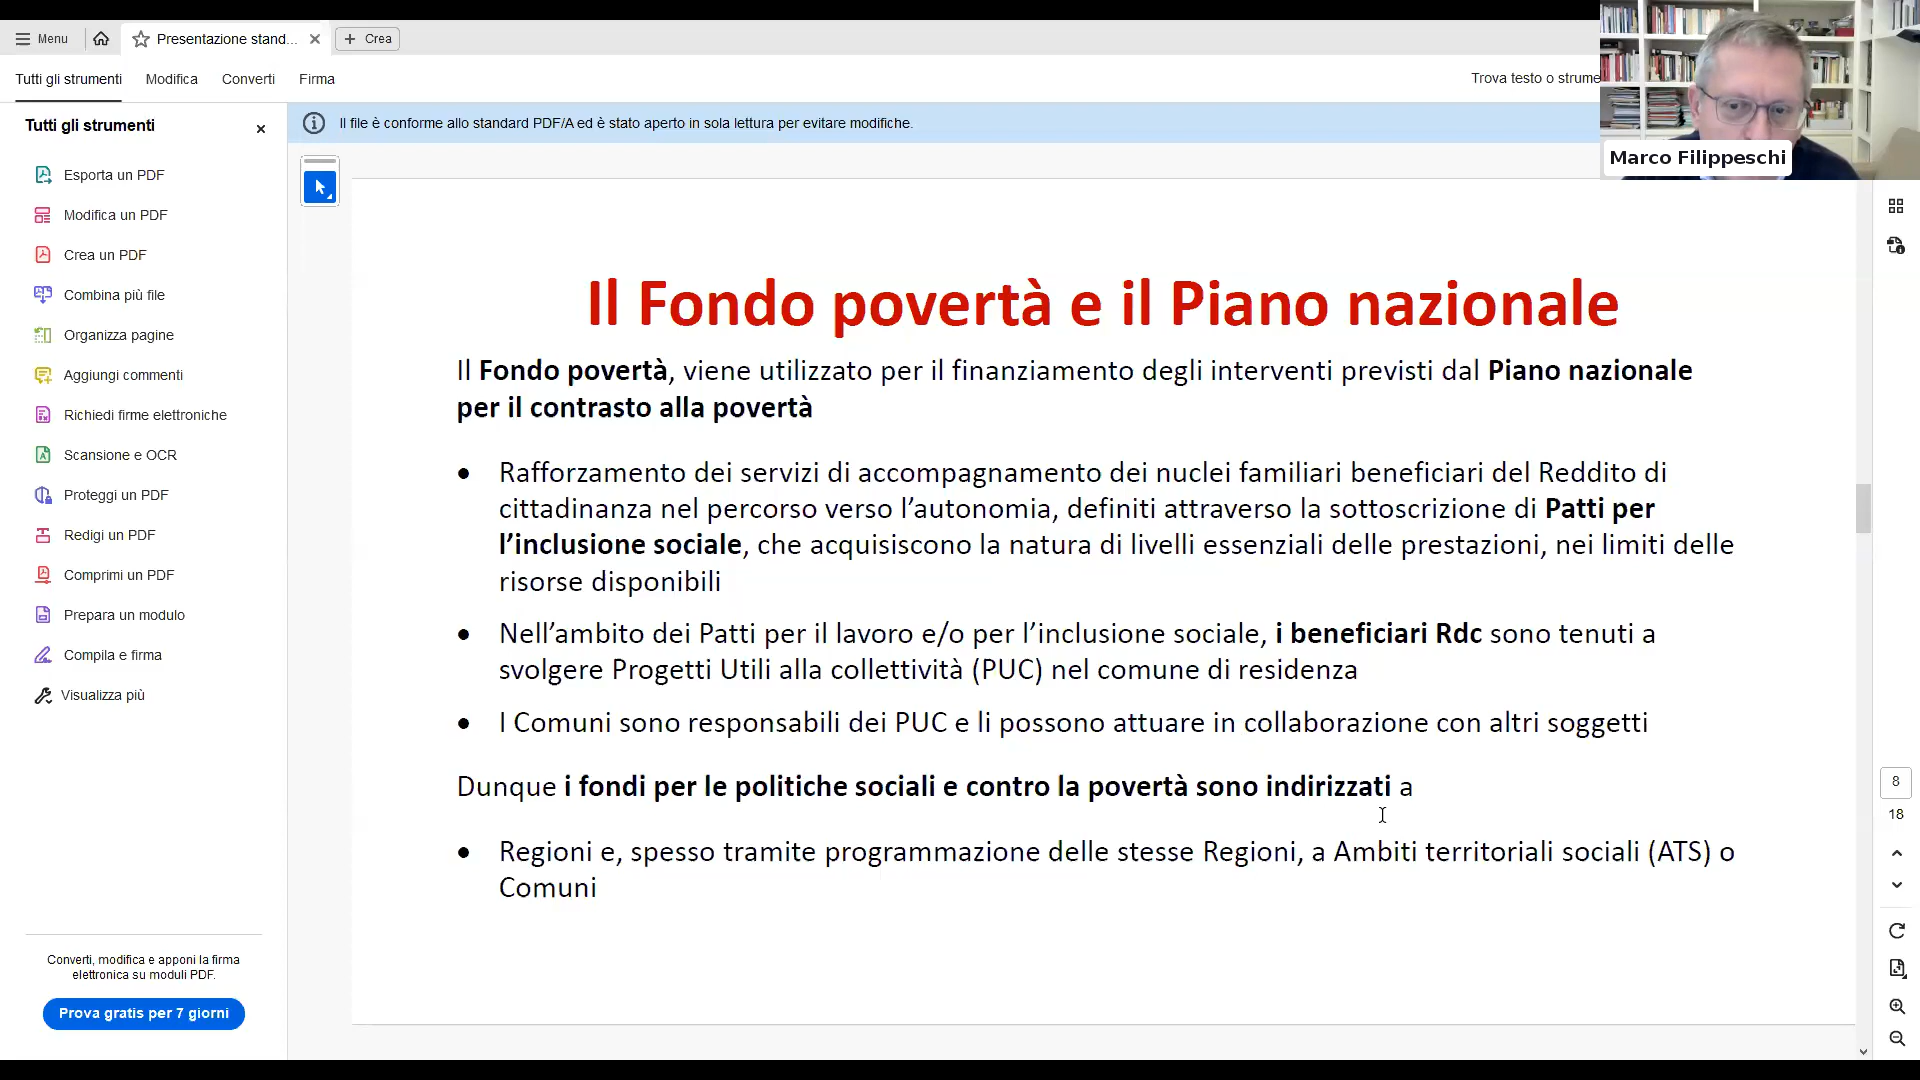 Menu
Presentazione stand...
Crea
Tutti gli strumenti
Modifica
Converti
Firma
Trova testo o strume
Tutti gli strumenti
Il file è conforme allo standard PDF/A ed è stato aperto in sola lettura per evitare modifiche.
Marco Filippeschi
Esporta un PDF
Modifica un PDF
Crea un PDF
Combina più file
Organizza pagine
Aggiungi commenti
Richiedi firme elettroniche
Scansione e OCR
Proteggi un PDF
Redigi un PDF
Comprimi un PDF
Prepara un modulo
Compila e firma
Visualizza più
Converti, modifica e apponi la firma
elettronica su moduli PDF.
Prova gratis per 7 giorni
Il Fondo povertà e il Piano nazionale
Il Fondo povertà, viene utilizzato per il finanziamento degli interventi previsti dal Piano nazionale
per il contrasto alla povertà
• Rafforzamento dei servizi di accompagnamento dei nuclei familiari beneficiari del Reddito di
cittadinanza nel percorso verso l’autonomia, definiti attraverso la sottoscrizione di Patti per
l’inclusione sociale, che acquisiscono la natura di livelli essenziali delle prestazioni, nei limiti delle
risorse disponibili
• Nell’ambito dei Patti per il lavoro e/o per l’inclusione sociale, i beneficiari Rdc sono tenuti a
svolgere Progetti Utili alla collettività (PUC) nel comune di residenza
• I Comuni sono responsabili dei PUC e li possono attuare in collaborazione con altri soggetti
Dunque i fondi per le politiche sociali e contro la povertà sono indirizzati a
• Regioni e, spesso tramite programmazione delle stesse Regioni, a Ambiti territoriali sociali (ATS) o
Comuni
8
18